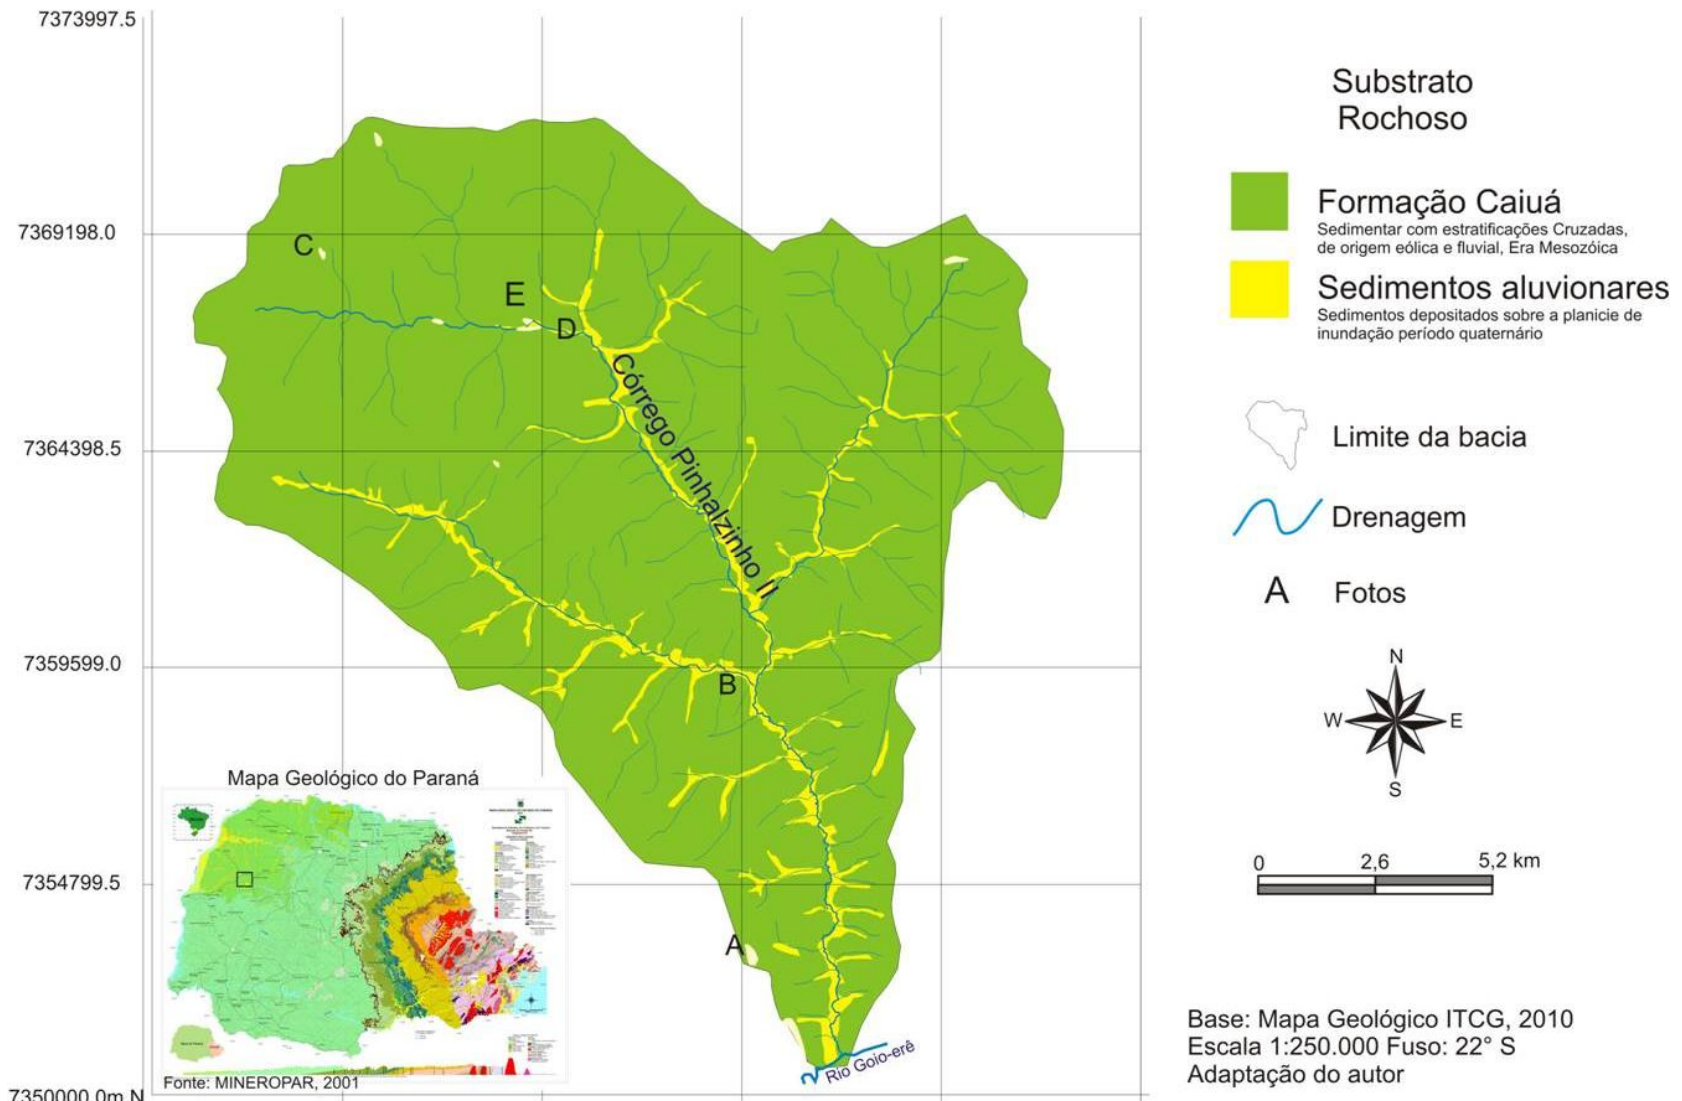 7373997.5
7369198.0
7364398.5
7359599.0
7354799.5
7350000.0m N
C
E
D
Córrego Pinhalzinho II
B
A
Rio Goio-erê
Mapa Geológico do Paraná
Fonte: MINEROPAR, 2001
Substrato
Rochoso
Formação Caiuá
Sedimentar com estratificações Cruzadas,
de origem eólica e fluvial, Era Mesozóica
Sedimentos aluvionares
Sedimentos depositados sobre a planicie de
inundação período quaternário
Limite da bacia
Drenagem
A Fotos
N
W E
S
0 2,6 5,2 km
Base: Mapa Geológico ITCG, 2010
Escala 1:250.000 Fuso: 22° S
Adaptação do autor